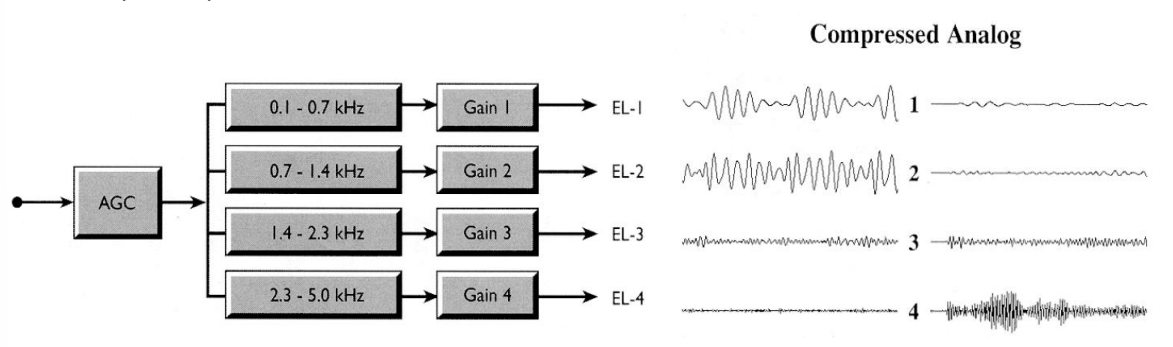 Compressed Analog
AGC
0.1 - 0.7 kHz Gain 1 EL-1
0.7 - 1.4 kHz Gain 2 EL-2
1.4 - 2.3 kHz Gain 3 EL-3
2.3 - 5.0 kHz Gain 4 EL-4
1
2
3
4